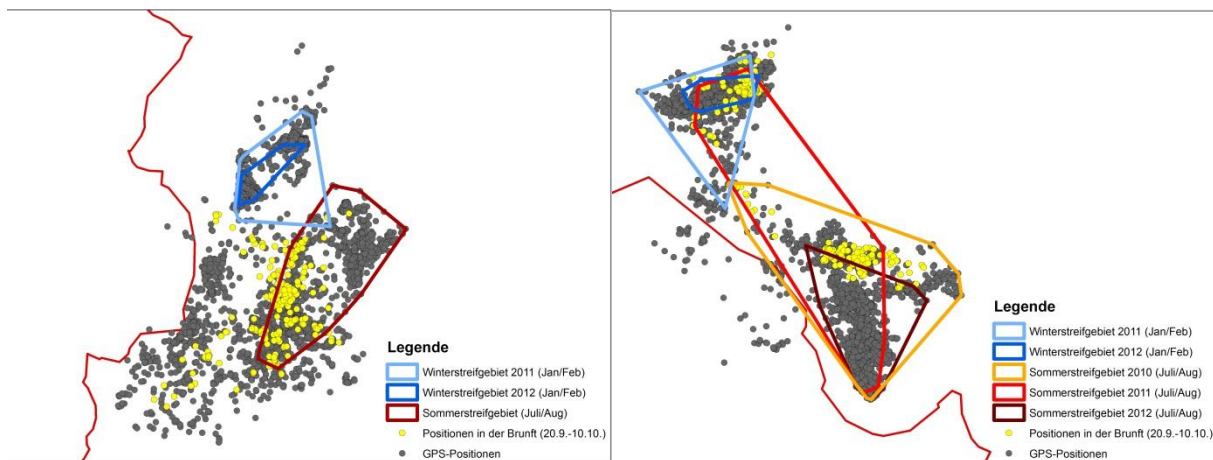 Legende
Winterstreifgebiet 2011 (Jan/Feb)
Winterstreifgebiet 2012 (Jan/Feb)
Sommerstreifgebiet (Juli/Aug)
Positionen in der Brunft (20.9.-10.10.)
GPS-Positionen
Legende
Winterstreifgebiet 2011 (Jan/Feb)
Winterstreifgebiet 2012 (Jan/Feb)
Sommerstreifgebiet 2010 (Juli/Aug)
Sommerstreifgebiet 2011 (Juli/Aug)
Sommerstreifgebiet 2012 (Juli/Aug)
Positionen in der Brunft (20.9.-10.10.)
GPS-Positionen